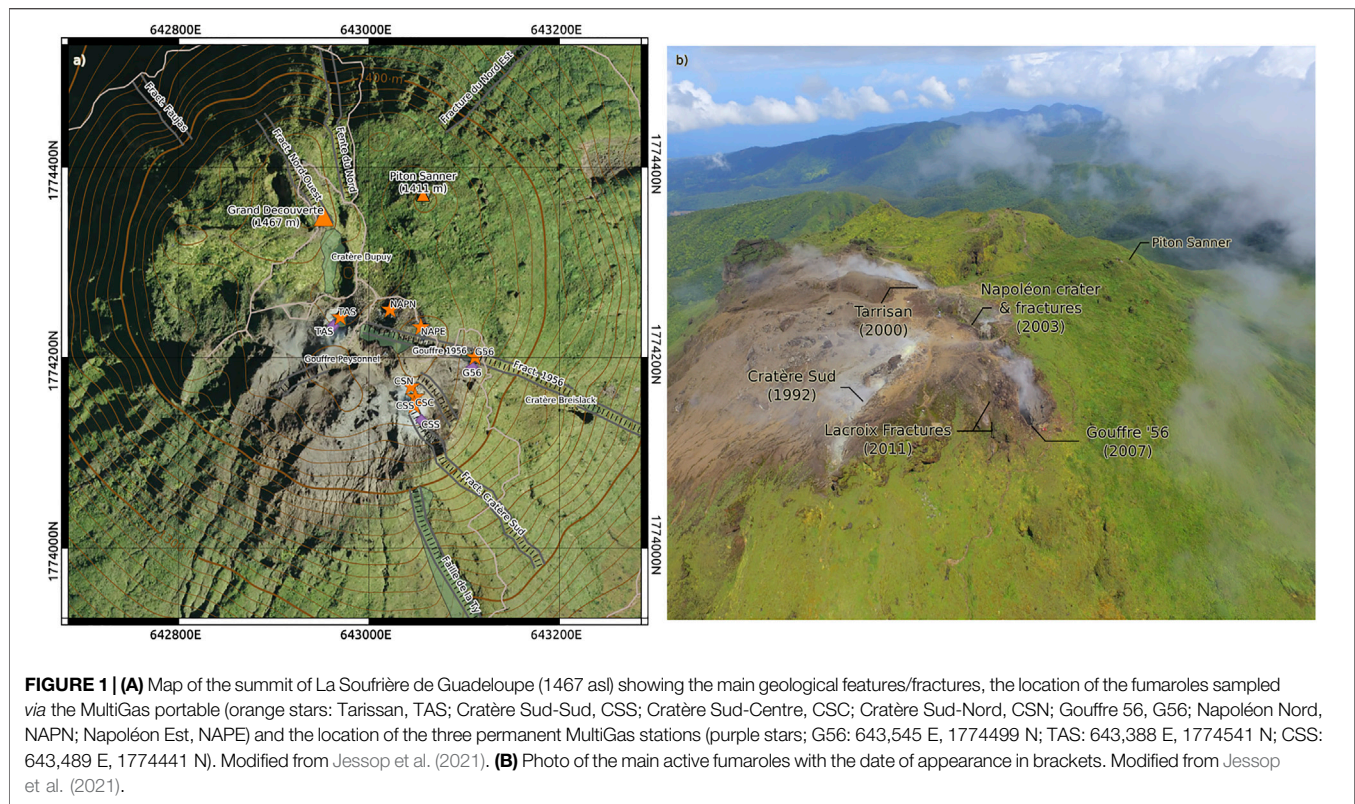 642800E 643000E 643200E
a)
1400 m
Fract. Faujas
Fract. Nord-Ouest
Fente du Nord
Fracture du Nord Est
1774400N
1774400N
Piton Sanner
(1411 m)
Grand Decouverte
(1467 m)
Cratère Dupuy
TAS
TAS
NAPN
NAPE
1774200N
1774200N
Gouffre Peysonnel
Gouffre 1956
G56
G56
Fract. 1956
CSN
CSC
CSS
CSS
Cratère Breislack
Fract. Cratère Sud
1774000N
1774000N
Faille de la Ty
642800E 643000E 643200E
b)
Piton Sanner
Tarrisan
(2000)
Napoléon crater
& fractures
(2003)
Cratère Sud
(1992)
Lacroix Fractures
(2011)
Gouffre '56
(2007)
FIGURE 1 | (A) Map of the summit of La Soufrière de Guadeloupe (1467 asl) showing the main geological features/fractures, the location of the fumaroles sampled
via the MultiGas portable (orange stars: Tarissan, TAS; Cratère Sud-Sud, CSS; Cratère Sud-Centre, CSC; Cratère Sud-Nord, CSN; Gouffre 56, G56; Napoléon Nord,
NAPN; Napoléon Est, NAPE) and the location of the three permanent MultiGas stations (purple stars; G56: 643,545 E, 1774499 N; TAS: 643,388 E, 1774541 N; CSS:
643,489 E, 1774441 N). Modified from Jessop et al. (2021). (B) Photo of the main active fumaroles with the date of appearance in brackets. Modified from Jessop
et al. (2021).